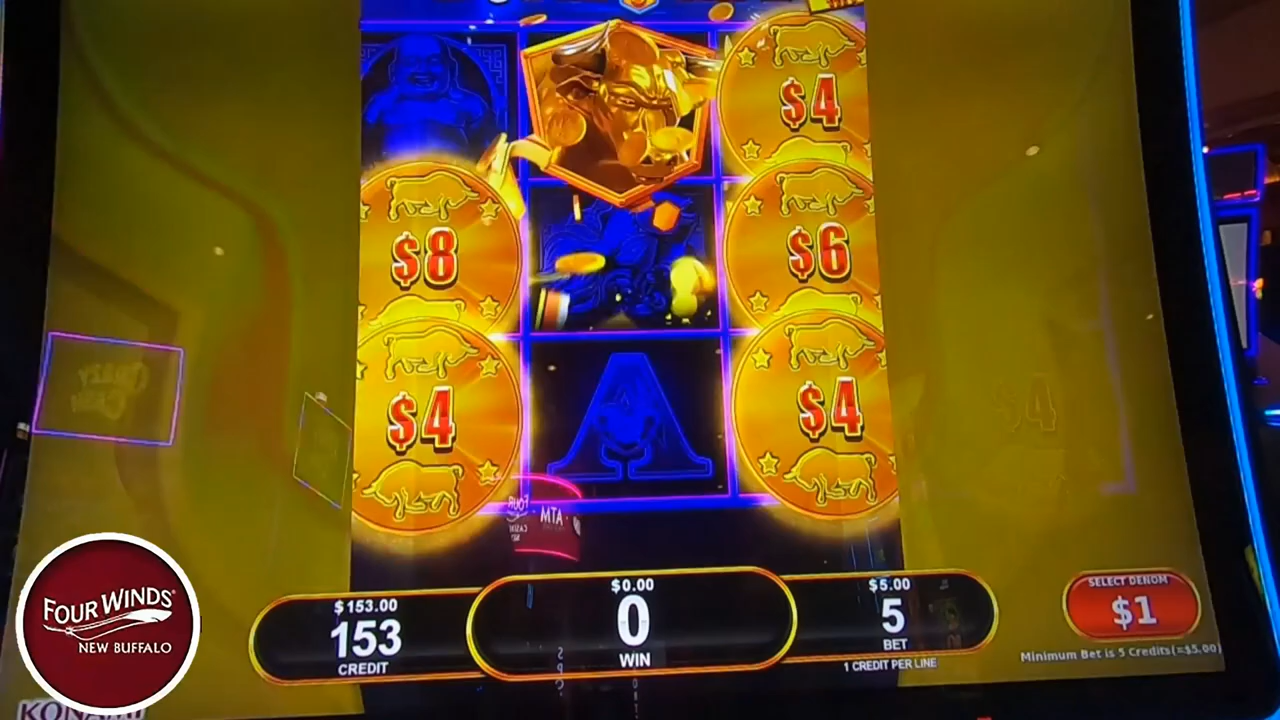 $4
$8
$6
$4
$4
FOUR WINDS®
NEW BUFFALO
ATM
$153.00
153
CREDIT
$0.00
0
WIN
$5.00
5
BET
1 CREDIT PER LINE
SELECT DENOM
$1
Minimum Bet is 5 Credits(=$5.00)
KONAMI